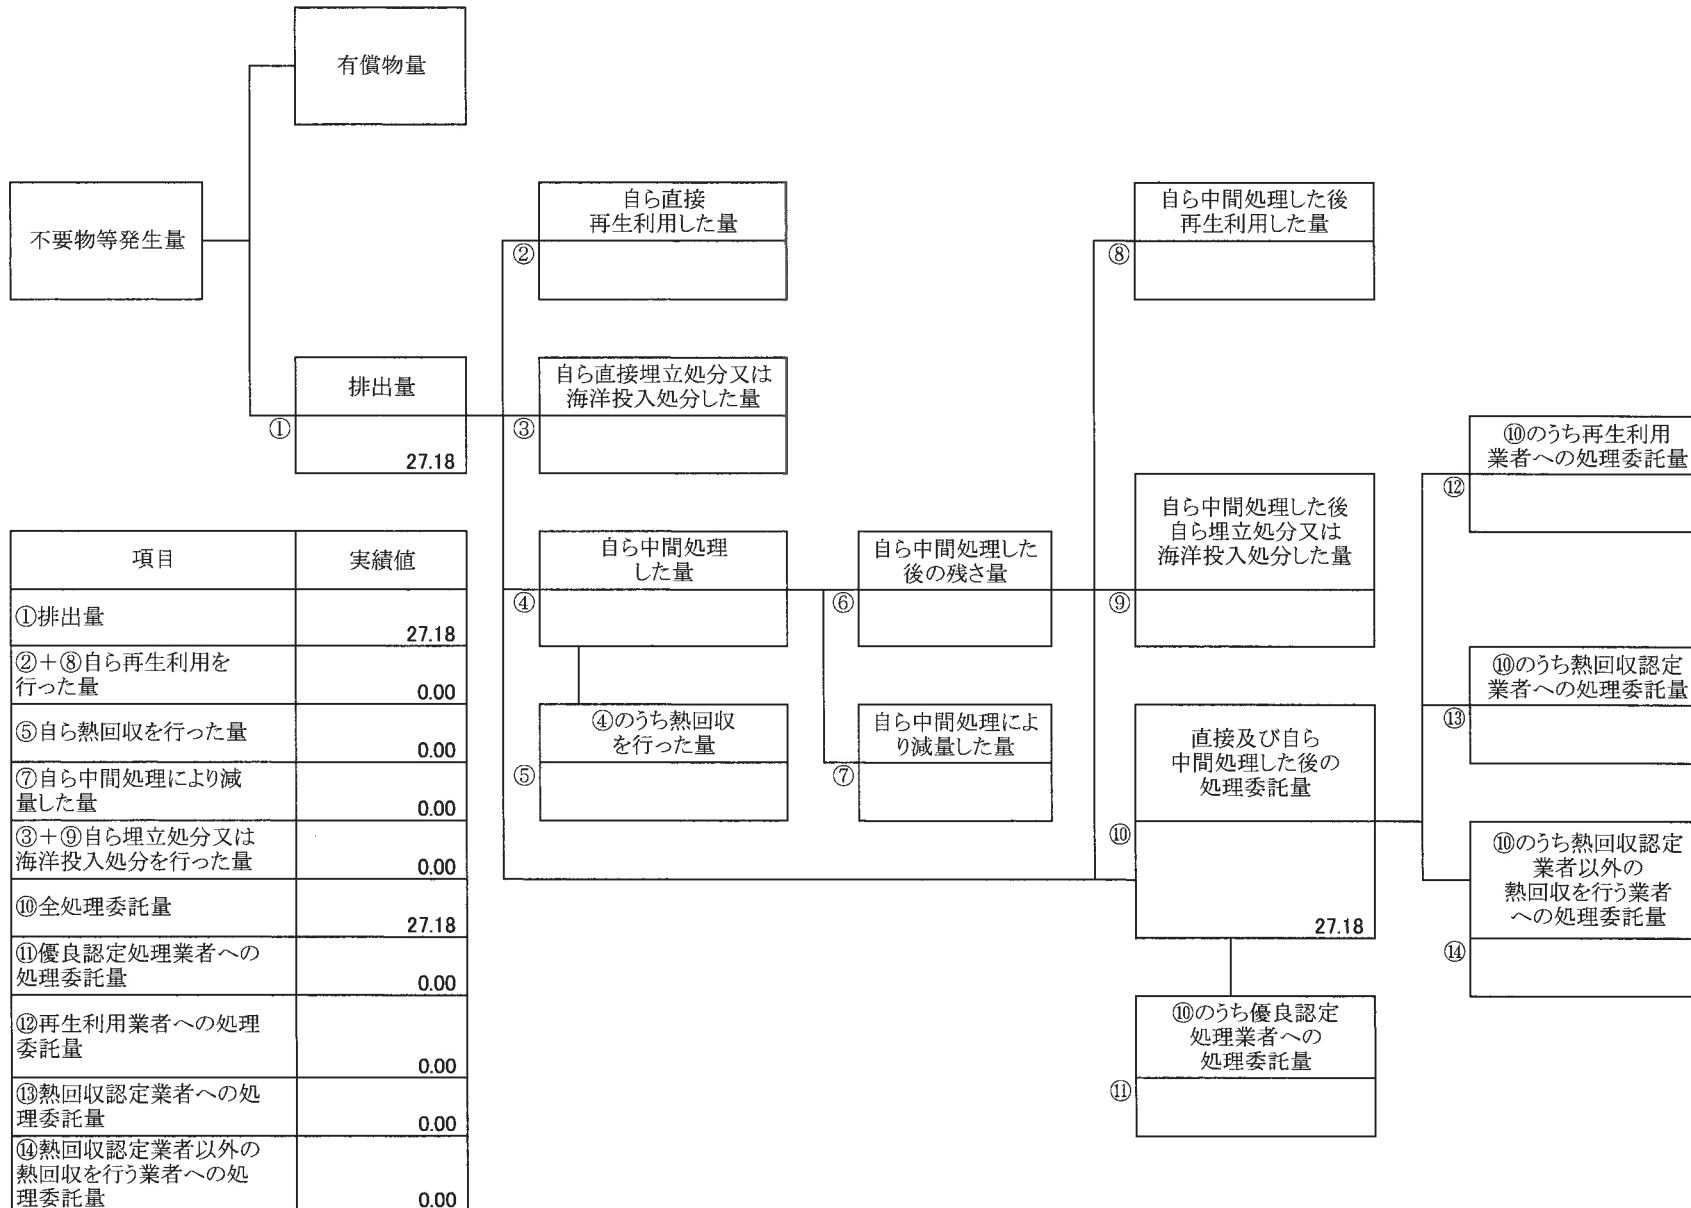 有償物量
不要物等発生量
自ら直接
再生利用した量
②
自ら中間処理した後
再生利用した量
⑧
排出量
①
27.18
自ら直接埋立処分又は
海洋投入処分した量
③
⑩のうち再生利用
業者への処理委託量
⑫
自ら中間処理した後
自ら埋立処分又は
海洋投入処分した量
⑨
自ら中間処理
した量
④
自ら中間処理した
後の残さ量
⑥
⑩のうち熱回収認定
業者への処理委託量
⑬
④のうち熱回収
を行った量
⑤
自ら中間処理によ
り減量した量
⑦
直接及び自ら
中間処理した後の
処理委託量
⑩
27.18
⑩のうち熱回収認定
業者以外の
熱回収を行う業者
への処理委託量
⑭
⑩のうち優良認定
処理業者への
処理委託量
⑪
項目 実績値
①排出量
27.18
②+⑧自ら再生利用を
行った量 0.00
⑤自ら熱回収を行った量
0.00
⑦自ら中間処理により減
量した量 0.00
③+⑨自ら埋立処分又は
海洋投入処分を行った量 0.00
⑩全処理委託量
27.18
⑪優良認定処理業者への
処理委託量 0.00
⑫再生利用業者への処理
委託量
0.00
⑬熱回収認定業者への処
理委託量 0.00
⑭熱回収認定業者以外の
熱回収を行う業者への処
理委託量 0.00